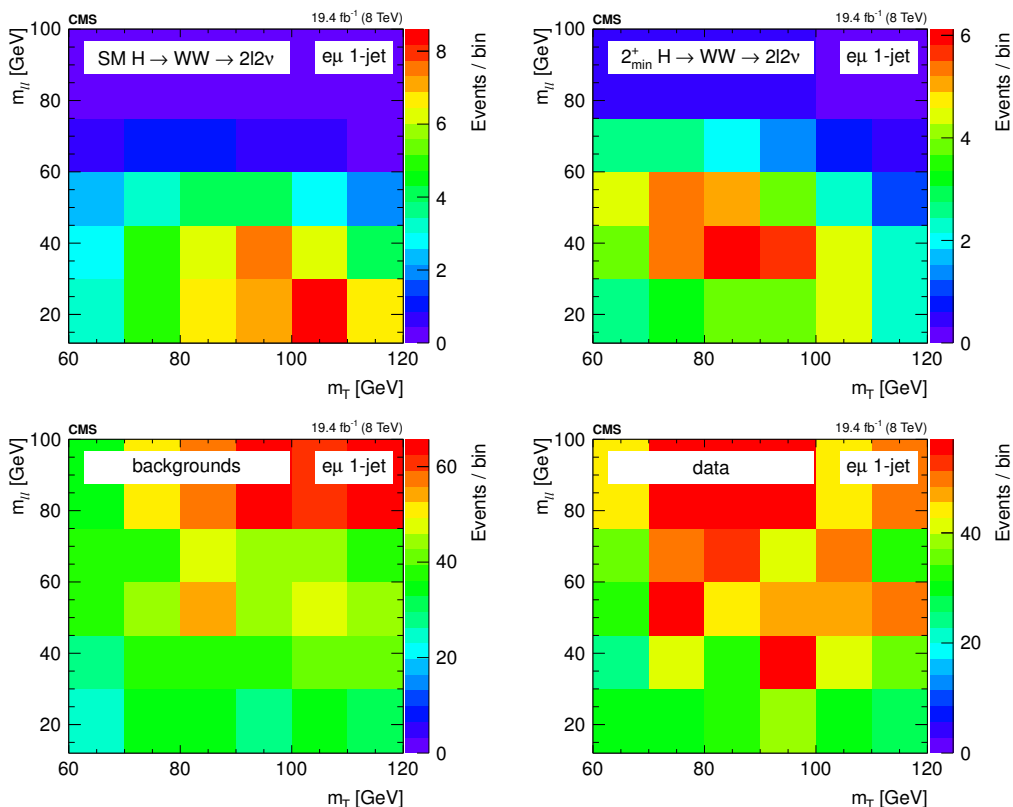 CMS 19.4 fb⁻¹ (8 TeV)
SM H → WW → 2l2ν eμ 1-jet
m_ll [GeV]
100
80
60
40
20
60 80 100 120
m_T [GeV]
8
6
4
2
0
Events / bin
CMS 19.4 fb⁻¹ (8 TeV)
2⁺_min H → WW → 2l2ν eμ 1-jet
m_ll [GeV]
100
80
60
40
20
60 80 100 120
m_T [GeV]
6
4
2
0
Events / bin
CMS 19.4 fb⁻¹ (8 TeV)
backgrounds eμ 1-jet
m_ll [GeV]
100
80
60
40
20
60 80 100 120
m_T [GeV]
60
40
20
0
Events / bin
CMS 19.4 fb⁻¹ (8 TeV)
data eμ 1-jet
m_ll [GeV]
100
80
60
40
20
60 80 100 120
m_T [GeV]
40
20
0
Events / bin